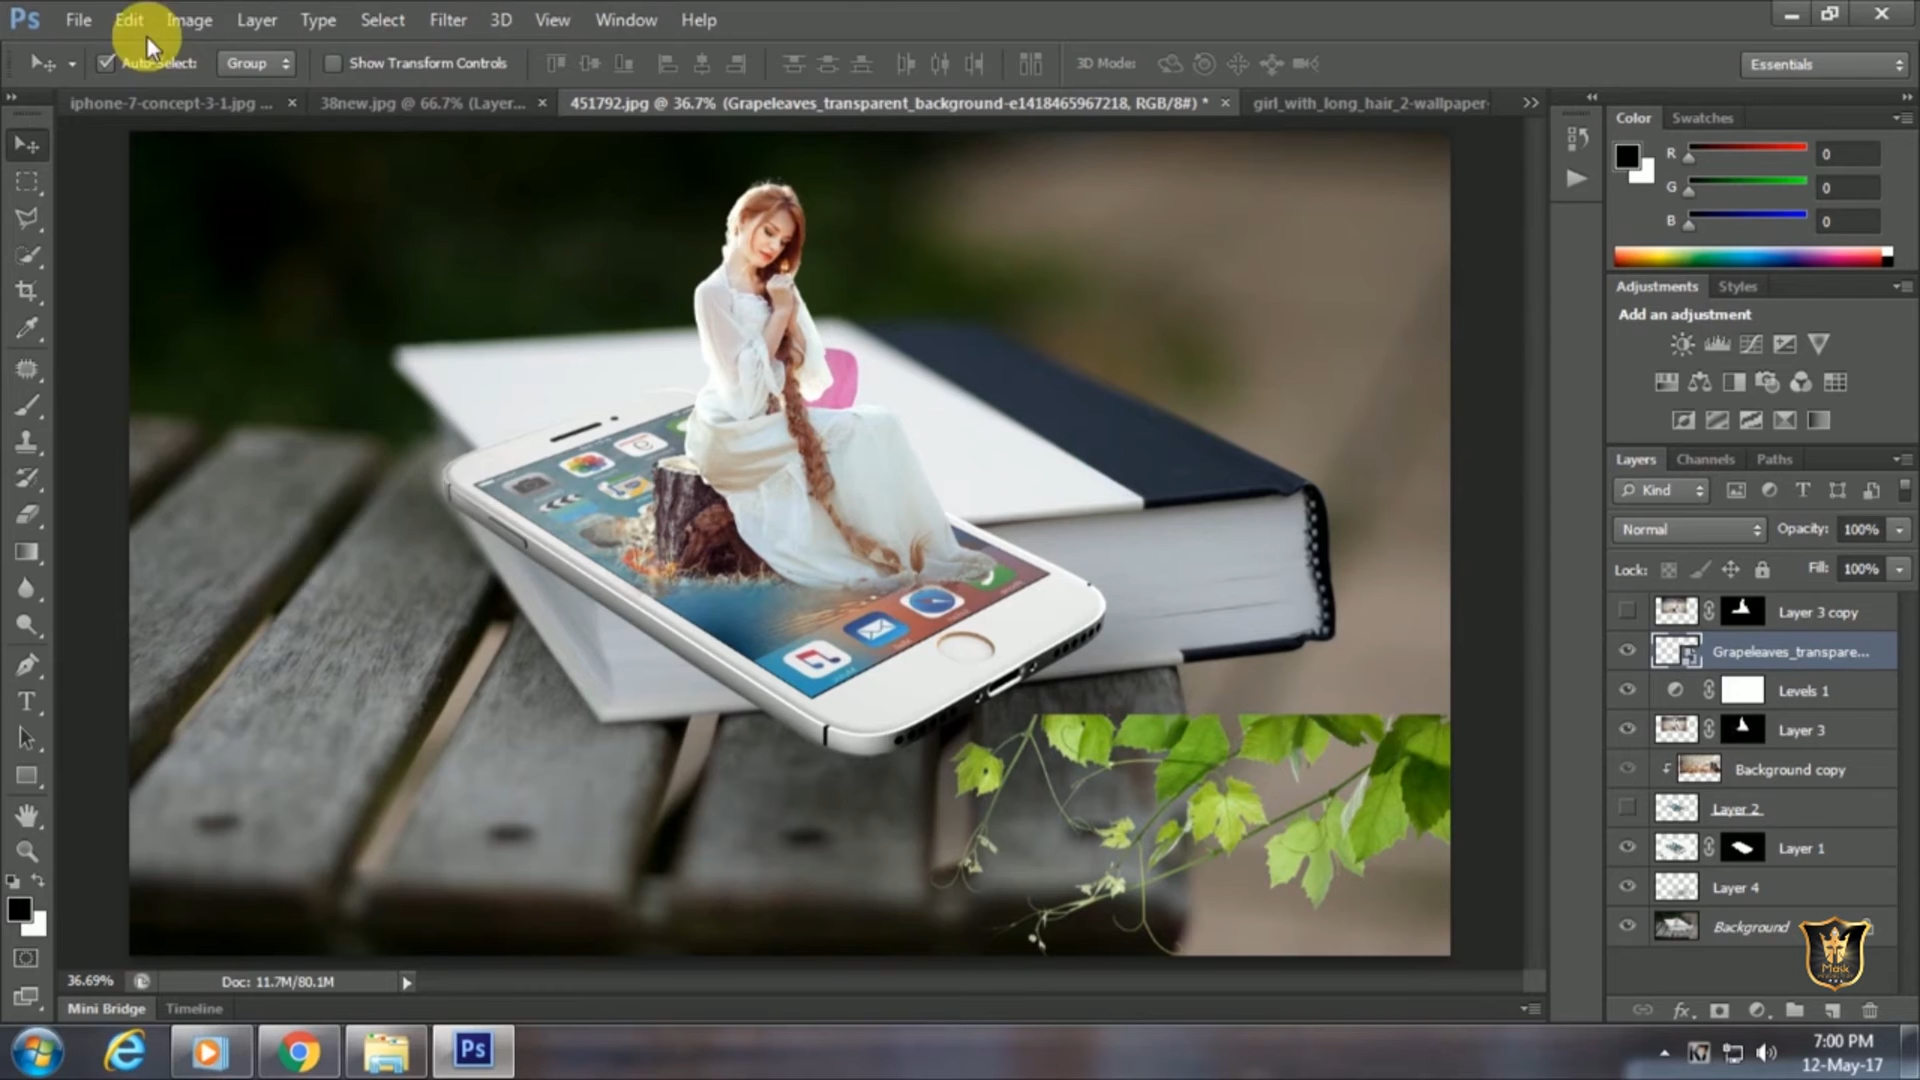 Ps File Edit Image Layer Type Select Filter 3D View Window Help
Auto-Select: Group Show Transform Controls 3D Mode: Essentials
iphone-7-concept-3-1.jpg ... × 38new.jpg @ 66.7% (Layer... × 451792.jpg @ 36.7% (Grapeleaves_transparent_background-e1418465967218, RGB/8#) * × girl_with_long_hair_2-wallpaper-
Color Swatches
R 0
G 0
B 0
Adjustments Styles
Add an adjustment
Layers Channels Paths
Kind
Normal Opacity: 100%
Lock: Fill: 100%
Layer 3 copy
Grapeleaves_transpare...
Levels 1
Layer 3
Background copy
Layer 2
Layer 1
Layer 4
Background
Mask
36.69% Doc: 11.7M/80.1M
Mini Bridge Timeline
Ps
7:00 PM
12-May-17